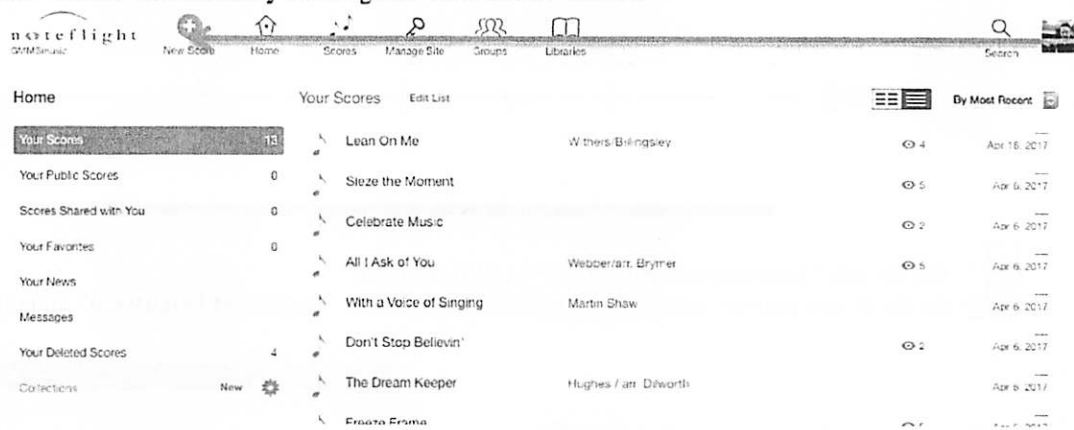 noteflight
GMMSmusic
New Score
Home
Scores
Manage Site
Groups
Libraries
Search
Home
Your Scores 13
Your Public Scores 0
Scores Shared with You 0
Your Favorites 0
Your News
Messages
Your Deleted Scores 4
Collections New
Your Scores Edit List By Most Recent
Lean On Me Withers/Billingsley 4 Apr 16, 2017
Sieze the Moment 5 Apr 6, 2017
Celebrate Music 2 Apr 6, 2017
All I Ask of You Webber/arr. Brymer 5 Apr 6, 2017
With a Voice of Singing Martin Shaw Apr 6, 2017
Don't Stop Believin' 2 Apr 6, 2017
The Dream Keeper Hughes / arr. Dilworth Apr 6, 2017
Freeze Frame